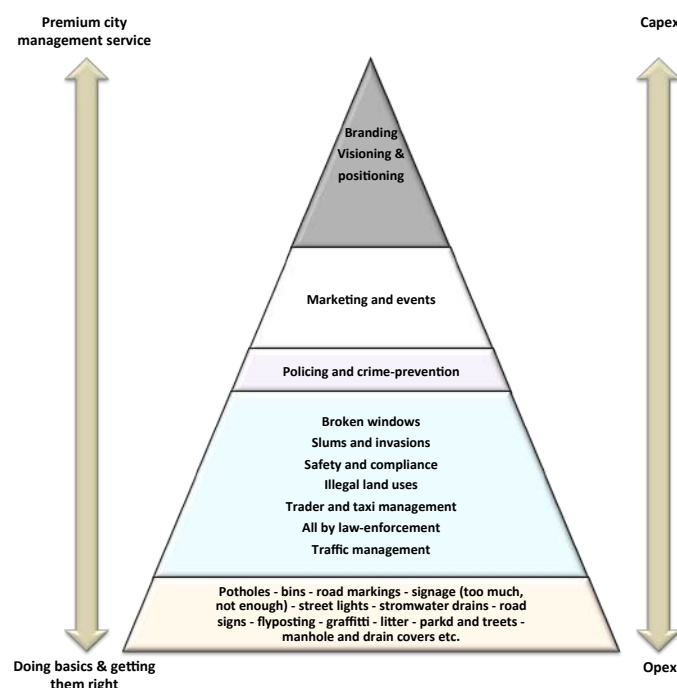 Premium city
management service
Capex
Branding
Visioning &
positioning
Marketing and events
Policing and crime-prevention
Broken windows
Slums and invasions
Safety and compliance
Illegal land uses
Trader and taxi management
All by law-enforcement
Traffic management
Potholes - bins - road markings - signage (too much,
not enough) - street lights - stromwater drains - road
signs - flyposting - graffitti - litter - parkd and treets -
manhole and drain covers etc.
Doing basics & getting
them right
Opex